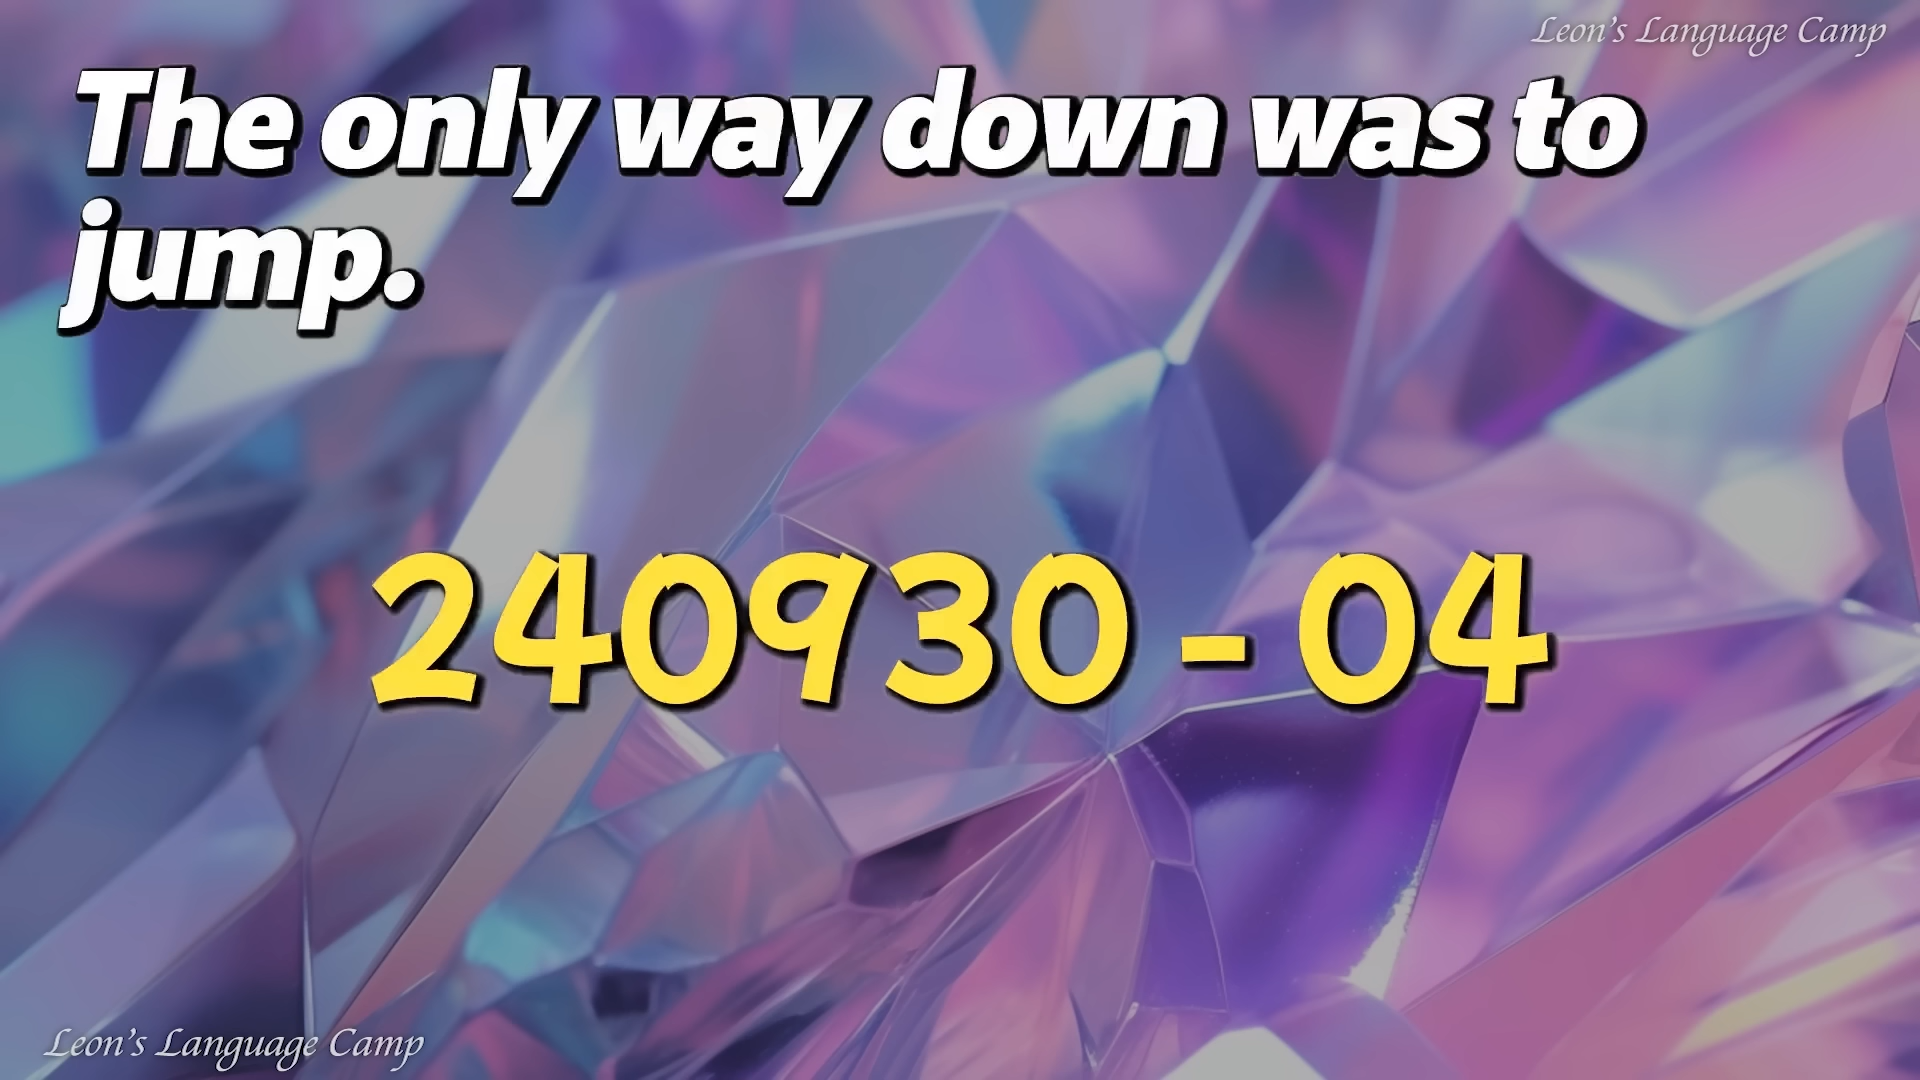 Leon's Language Camp
The only way down was to
jump.
240930 - 04
Leon's Language Camp